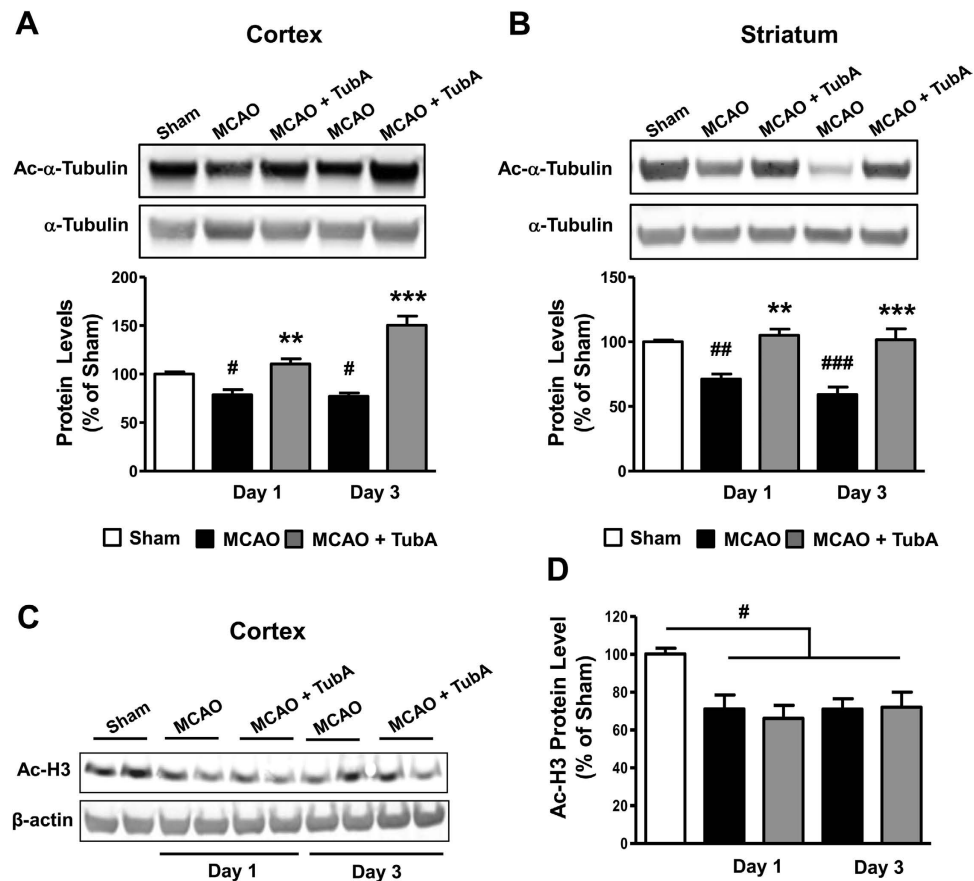 A
Cortex
Sham
MCAO
MCAO + TubA
MCAO
MCAO + TubA
Ac-α-Tubulin
α-Tubulin
Protein Levels
(% of Sham)
200
150
100
50
0
#
**
#
***
Day 1
Day 3
Sham MCAO MCAO + TubA
B
Striatum
Sham
MCAO
MCAO + TubA
MCAO
MCAO + TubA
Ac-α-Tubulin
α-Tubulin
Protein Levels
(% of Sham)
150
100
50
0
##
**
###
***
Day 1
Day 3
Sham MCAO MCAO + TubA
C
Cortex
Sham
MCAO
MCAO + TubA
MCAO
MCAO + TubA
Ac-H3
β-actin
Day 1
Day 3
D
Ac-H3 Protein Level
(% of Sham)
120
100
80
60
40
20
0
#
Day 1
Day 3